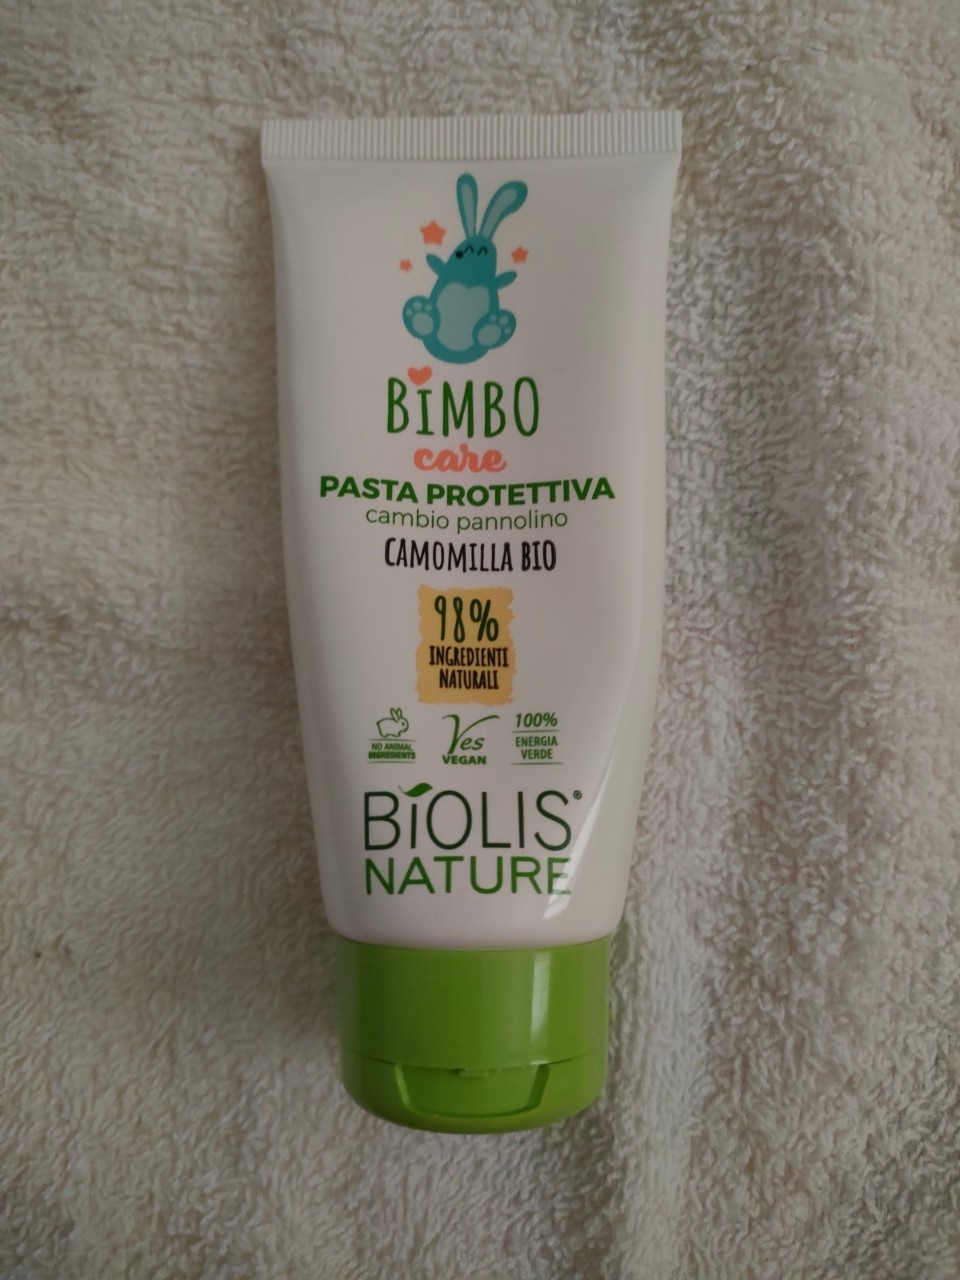 BiMBO
care
PASTA PROTETTIVA
cambio pannolino
CAMOMILLA BIO
98%
INGREDIENTI
NATURALI
NO ANIMAL
INGREDIENTS
Yes
VEGAN
100%
ENERGIA
VERDE
BiOLIS®
NATURE